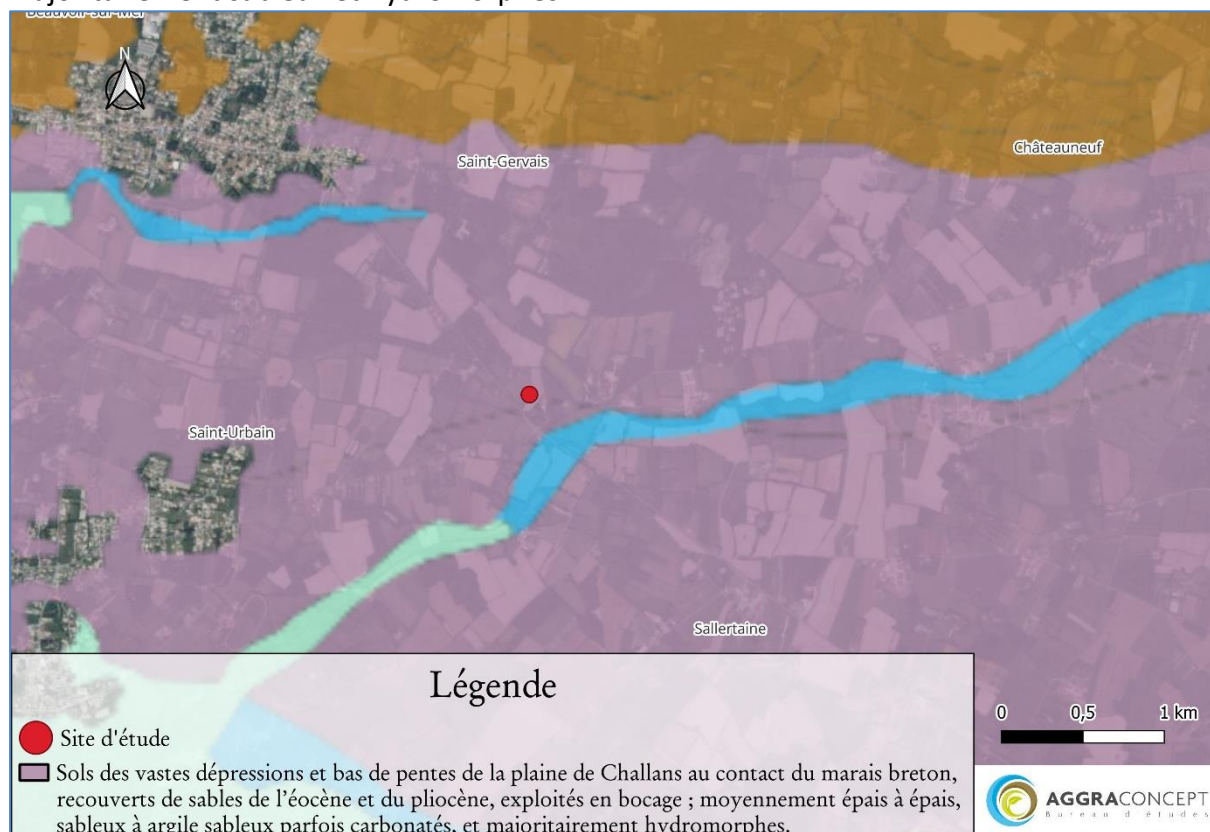 N
Saint-Gervais
Châteauneuf
Saint-Urbain
Sallertaine
Légende
Site d'étude
Sols des vastes dépressions et bas de pentes de la plaine de Challans au contact du marais breton,
recouverts de sables de l'éocène et du pliocène, exploités en bocage ; moyennement épais à épais,
sableux à argile sableux parfois carbonatés, et majoritairement hydromorphes.
0 0,5 1 km
AGGRACONCEPT
Bureau d'études